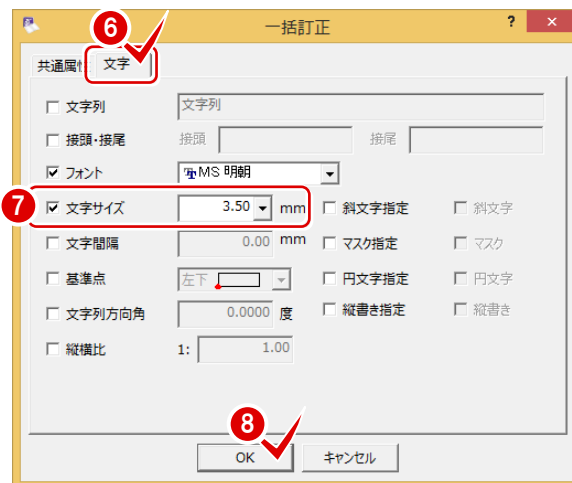 6
一括訂正
?
×
共通属性 文字
文字列 文字列
接頭・接尾 接頭 接尾
フォント MS 明朝
7
文字サイズ 3.50 mm 斜文字指定 斜文字
文字間隔 0.00 mm マスク指定 マスク
基準点 左下 円文字指定 円文字
文字列方向角 0.0000 度 縦書き指定 縦書き
縦横比 1: 1.00
8
OK キャンセル